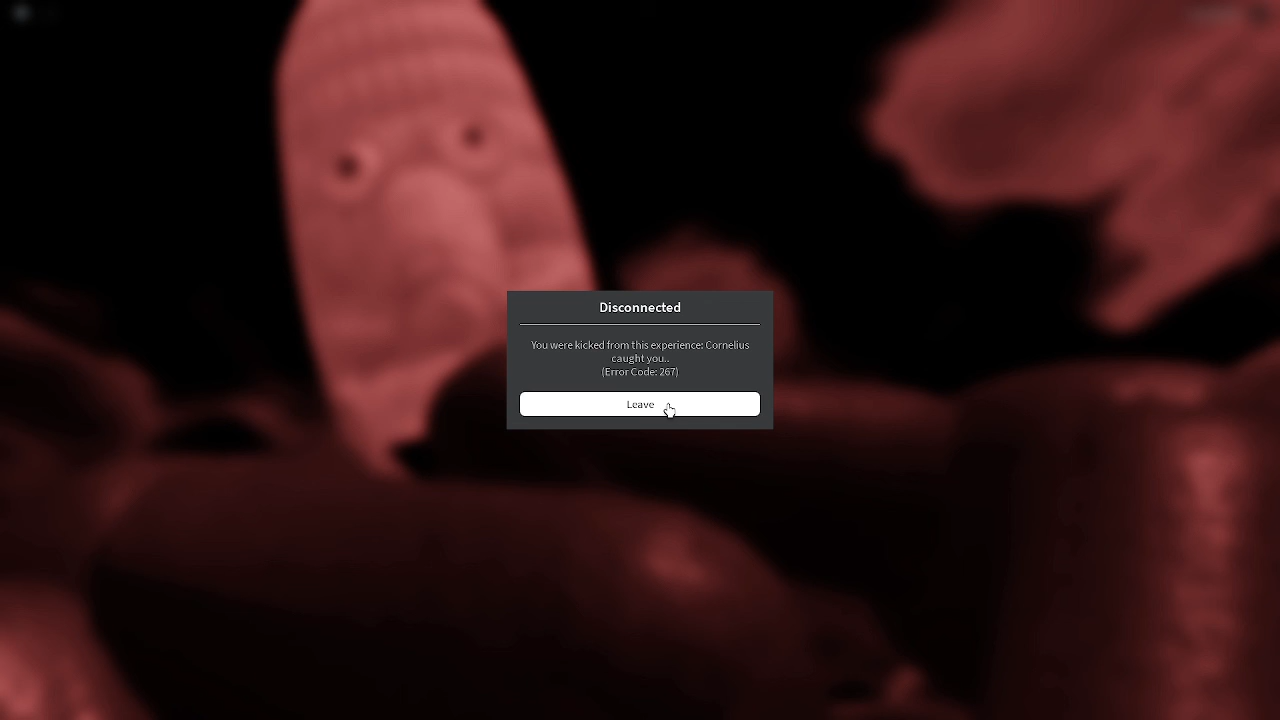 Disconnected
You were kicked from this experience: Cornelius
caught you..
(Error Code: 267)
Leave